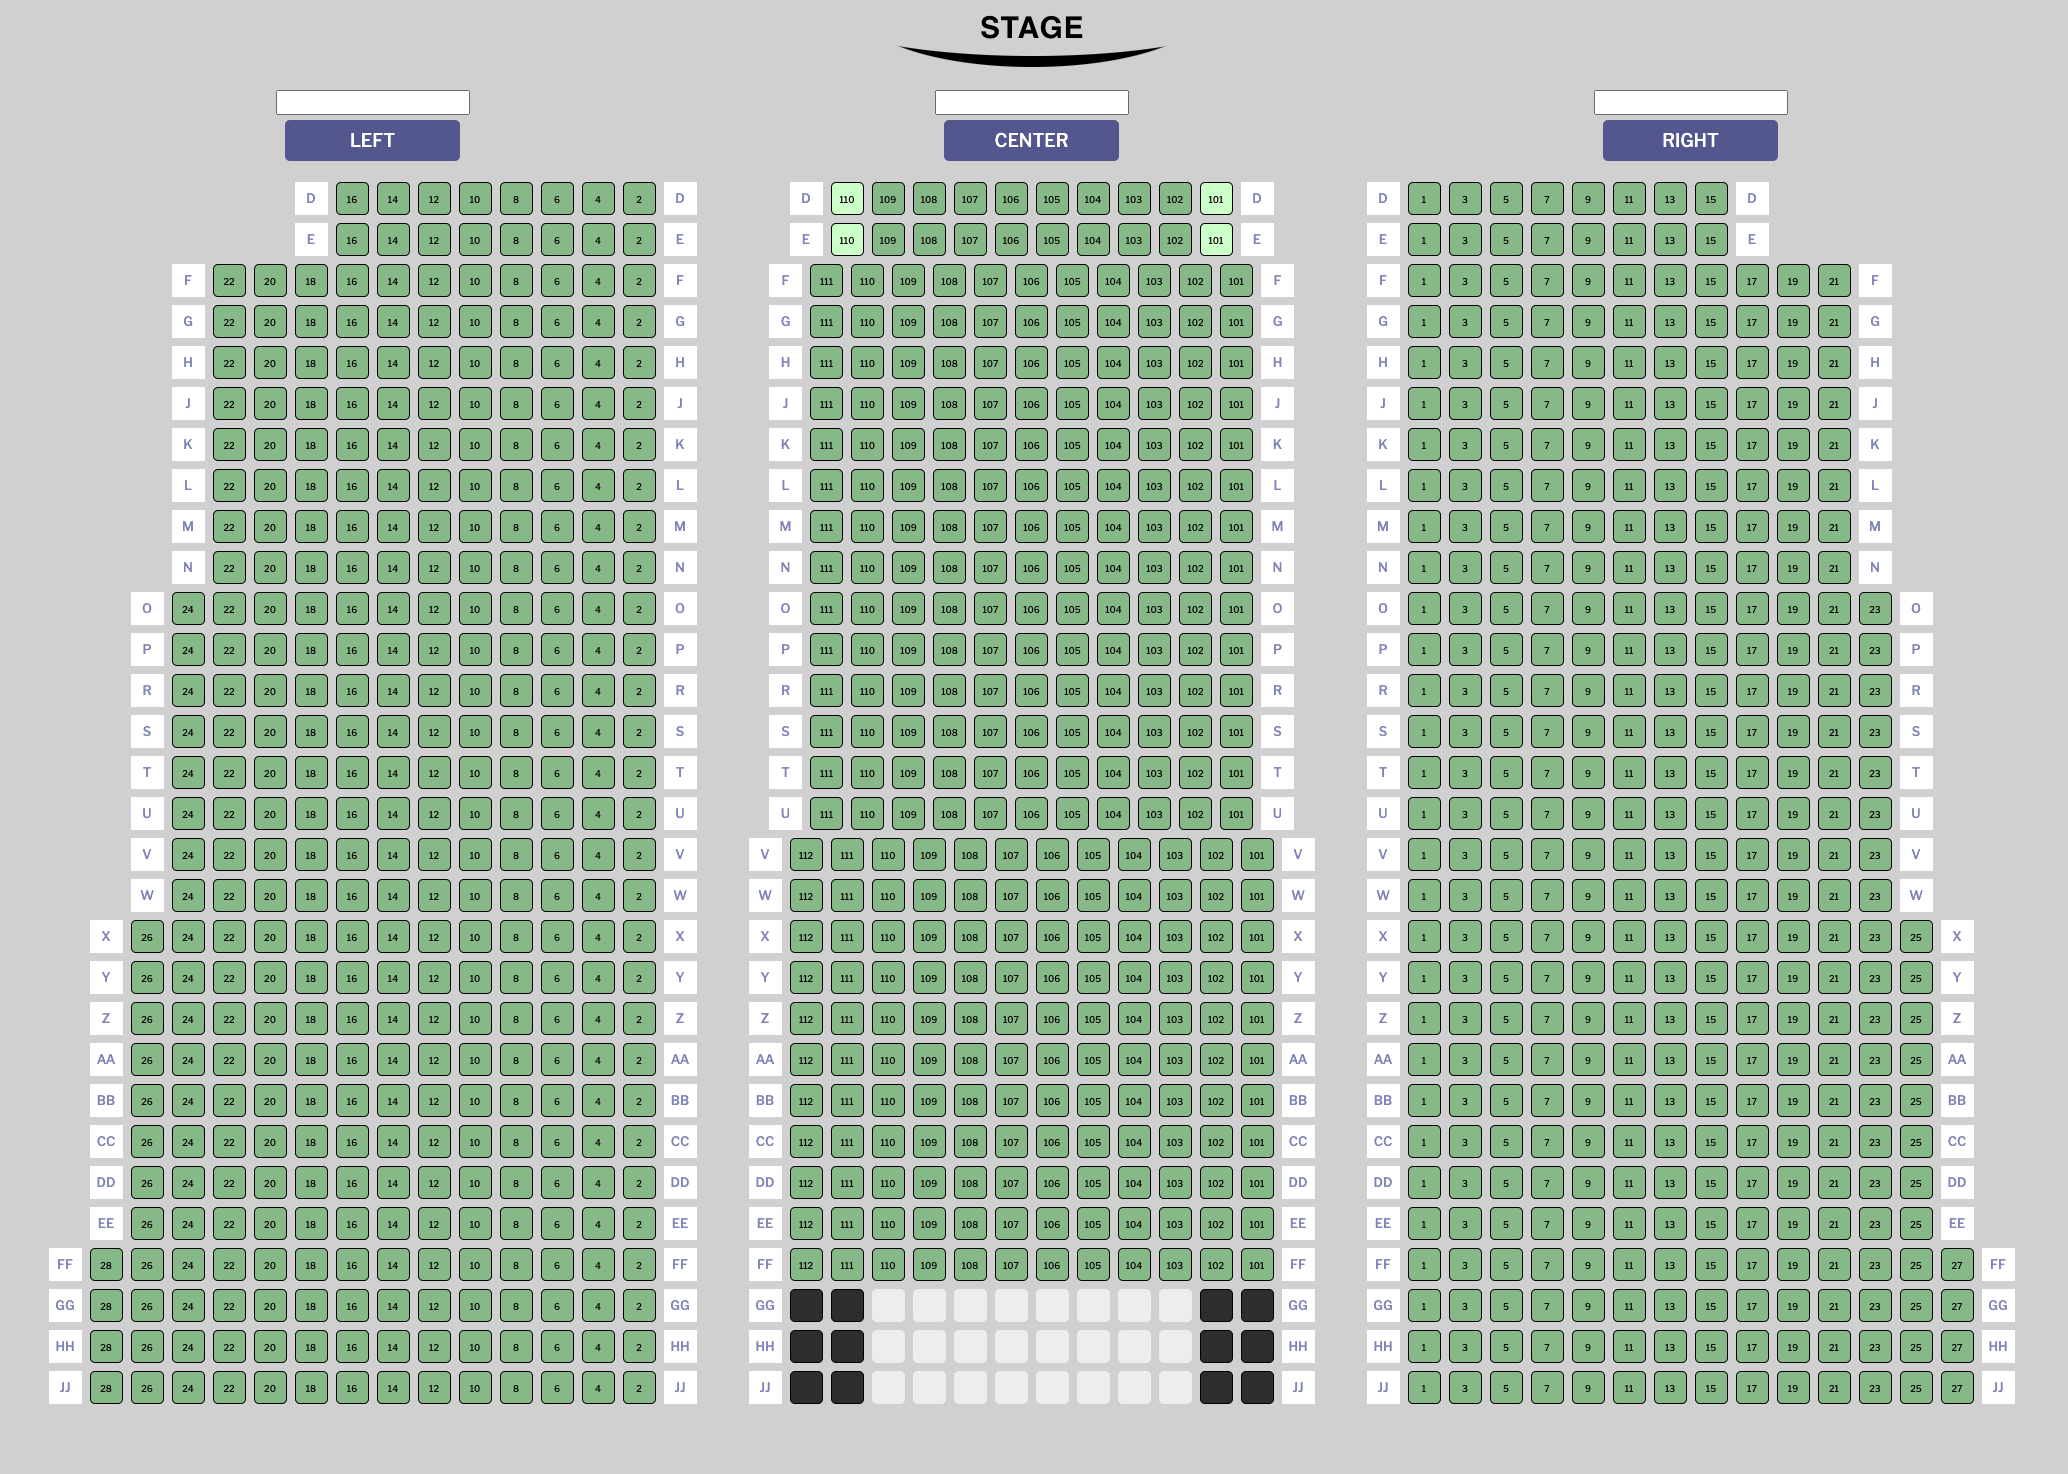 STAGE
LEFT CENTER RIGHT
D 16 14 12 10 8 6 4 2 D D 110 109 108 107 106 105 104 103 102 101 D D 1 3 5 7 9 11 13 15 D
E 16 14 12 10 8 6 4 2 E E 110 109 108 107 106 105 104 103 102 101 E E 1 3 5 7 9 11 13 15 E
F 22 20 18 16 14 12 10 8 6 4 2 F F 111 110 109 108 107 106 105 104 103 102 101 F F 1 3 5 7 9 11 13 15 17 19 21 F
G 22 20 18 16 14 12 10 8 6 4 2 G G 111 110 109 108 107 106 105 104 103 102 101 G G 1 3 5 7 9 11 13 15 17 19 21 G
H 22 20 18 16 14 12 10 8 6 4 2 H H 111 110 109 108 107 106 105 104 103 102 101 H H 1 3 5 7 9 11 13 15 17 19 21 H
J 22 20 18 16 14 12 10 8 6 4 2 J J 111 110 109 108 107 106 105 104 103 102 101 J J 1 3 5 7 9 11 13 15 17 19 21 J
K 22 20 18 16 14 12 10 8 6 4 2 K K 111 110 109 108 107 106 105 104 103 102 101 K K 1 3 5 7 9 11 13 15 17 19 21 K
L 22 20 18 16 14 12 10 8 6 4 2 L L 111 110 109 108 107 106 105 104 103 102 101 L L 1 3 5 7 9 11 13 15 17 19 21 L
M 22 20 18 16 14 12 10 8 6 4 2 M M 111 110 109 108 107 106 105 104 103 102 101 M M 1 3 5 7 9 11 13 15 17 19 21 M
N 22 20 18 16 14 12 10 8 6 4 2 N N 111 110 109 108 107 106 105 104 103 102 101 N N 1 3 5 7 9 11 13 15 17 19 21 N
O 24 22 20 18 16 14 12 10 8 6 4 2 O O 111 110 109 108 107 106 105 104 103 102 101 O O 1 3 5 7 9 11 13 15 17 19 21 23 O
P 24 22 20 18 16 14 12 10 8 6 4 2 P P 111 110 109 108 107 106 105 104 103 102 101 P P 1 3 5 7 9 11 13 15 17 19 21 23 P
R 24 22 20 18 16 14 12 10 8 6 4 2 R R 111 110 109 108 107 106 105 104 103 102 101 R R 1 3 5 7 9 11 13 15 17 19 21 23 R
S 24 22 20 18 16 14 12 10 8 6 4 2 S S 111 110 109 108 107 106 105 104 103 102 101 S S 1 3 5 7 9 11 13 15 17 19 21 23 S
T 24 22 20 18 16 14 12 10 8 6 4 2 T T 111 110 109 108 107 106 105 104 103 102 101 T T 1 3 5 7 9 11 13 15 17 19 21 23 T
U 24 22 20 18 16 14 12 10 8 6 4 2 U U 111 110 109 108 107 106 105 104 103 102 101 U U 1 3 5 7 9 11 13 15 17 19 21 23 U
V 24 22 20 18 16 14 12 10 8 6 4 2 V V 112 111 110 109 108 107 106 105 104 103 102 101 V V 1 3 5 7 9 11 13 15 17 19 21 23 V
W 24 22 20 18 16 14 12 10 8 6 4 2 W W 112 111 110 109 108 107 106 105 104 103 102 101 W W 1 3 5 7 9 11 13 15 17 19 21 23 W
X 26 24 22 20 18 16 14 12 10 8 6 4 2 X X 112 111 110 109 108 107 106 105 104 103 102 101 X X 1 3 5 7 9 11 13 15 17 19 21 23 25 X
Y 26 24 22 20 18 16 14 12 10 8 6 4 2 Y Y 112 111 110 109 108 107 106 105 104 103 102 101 Y Y 1 3 5 7 9 11 13 15 17 19 21 23 25 Y
Z 26 24 22 20 18 16 14 12 10 8 6 4 2 Z Z 112 111 110 109 108 107 106 105 104 103 102 101 Z Z 1 3 5 7 9 11 13 15 17 19 21 23 25 Z
AA 26 24 22 20 18 16 14 12 10 8 6 4 2 AA AA 112 111 110 109 108 107 106 105 104 103 102 101 AA AA 1 3 5 7 9 11 13 15 17 19 21 23 25 AA
BB 26 24 22 20 18 16 14 12 10 8 6 4 2 BB BB 112 111 110 109 108 107 106 105 104 103 102 101 BB BB 1 3 5 7 9 11 13 15 17 19 21 23 25 BB
CC 26 24 22 20 18 16 14 12 10 8 6 4 2 CC CC 112 111 110 109 108 107 106 105 104 103 102 101 CC CC 1 3 5 7 9 11 13 15 17 19 21 23 25 CC
DD 26 24 22 20 18 16 14 12 10 8 6 4 2 DD DD 112 111 110 109 108 107 106 105 104 103 102 101 DD DD 1 3 5 7 9 11 13 15 17 19 21 23 25 DD
EE 26 24 22 20 18 16 14 12 10 8 6 4 2 EE EE 112 111 110 109 108 107 106 105 104 103 102 101 EE EE 1 3 5 7 9 11 13 15 17 19 21 23 25 EE
FF 28 26 24 22 20 18 16 14 12 10 8 6 4 2 FF FF 112 111 110 109 108 107 106 105 104 103 102 101 FF FF 1 3 5 7 9 11 13 15 17 19 21 23 25 27 FF
GG 28 26 24 22 20 18 16 14 12 10 8 6 4 2 GG GG GG GG 1 3 5 7 9 11 13 15 17 19 21 23 25 27 GG
HH 28 26 24 22 20 18 16 14 12 10 8 6 4 2 HH HH HH HH 1 3 5 7 9 11 13 15 17 19 21 23 25 27 HH
JJ 28 26 24 22 20 18 16 14 12 10 8 6 4 2 JJ JJ JJ JJ 1 3 5 7 9 11 13 15 17 19 21 23 25 27 JJ